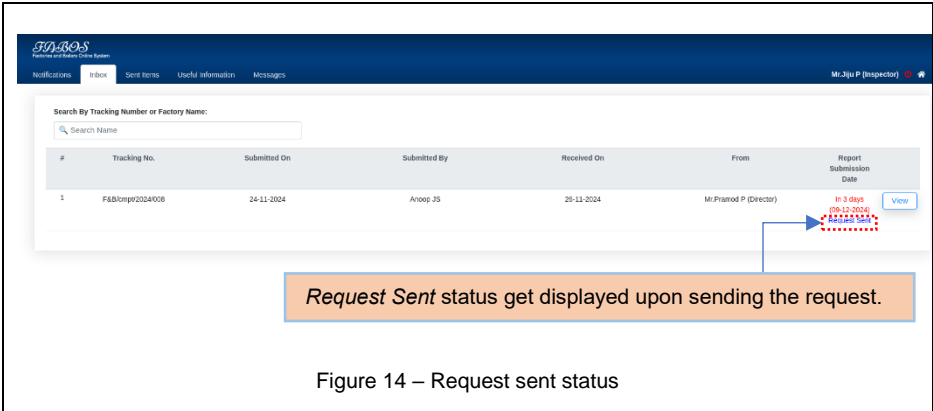 FABOS
Factories and Boilers Online System
Notifications Inbox Sent Items Useful Information Messages Mr.Jiju P (Inspector)
Search By Tracking Number or Factory Name:
Search Name
# Tracking No. Submitted On Submitted By Received On From Report Submission Date
1 F&B/cmpt/2024/008 24-11-2024 Anoop JS 26-11-2024 Mr.Pramod P (Director) In 3 days (09-12-2024) View
Request Sent
Request Sent status get displayed upon sending the request.
Figure 14 – Request sent status